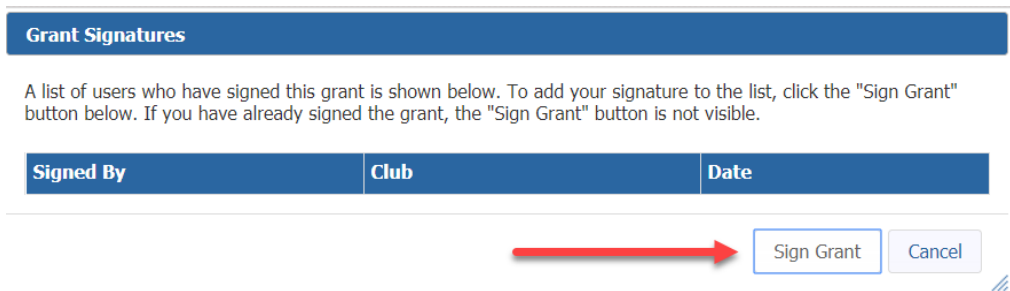 Grant Signatures
A list of users who have signed this grant is shown below. To add your signature to the list, click the "Sign Grant"
button below. If you have already signed the grant, the "Sign Grant" button is not visible.
Signed By Club Date
Sign Grant Cancel